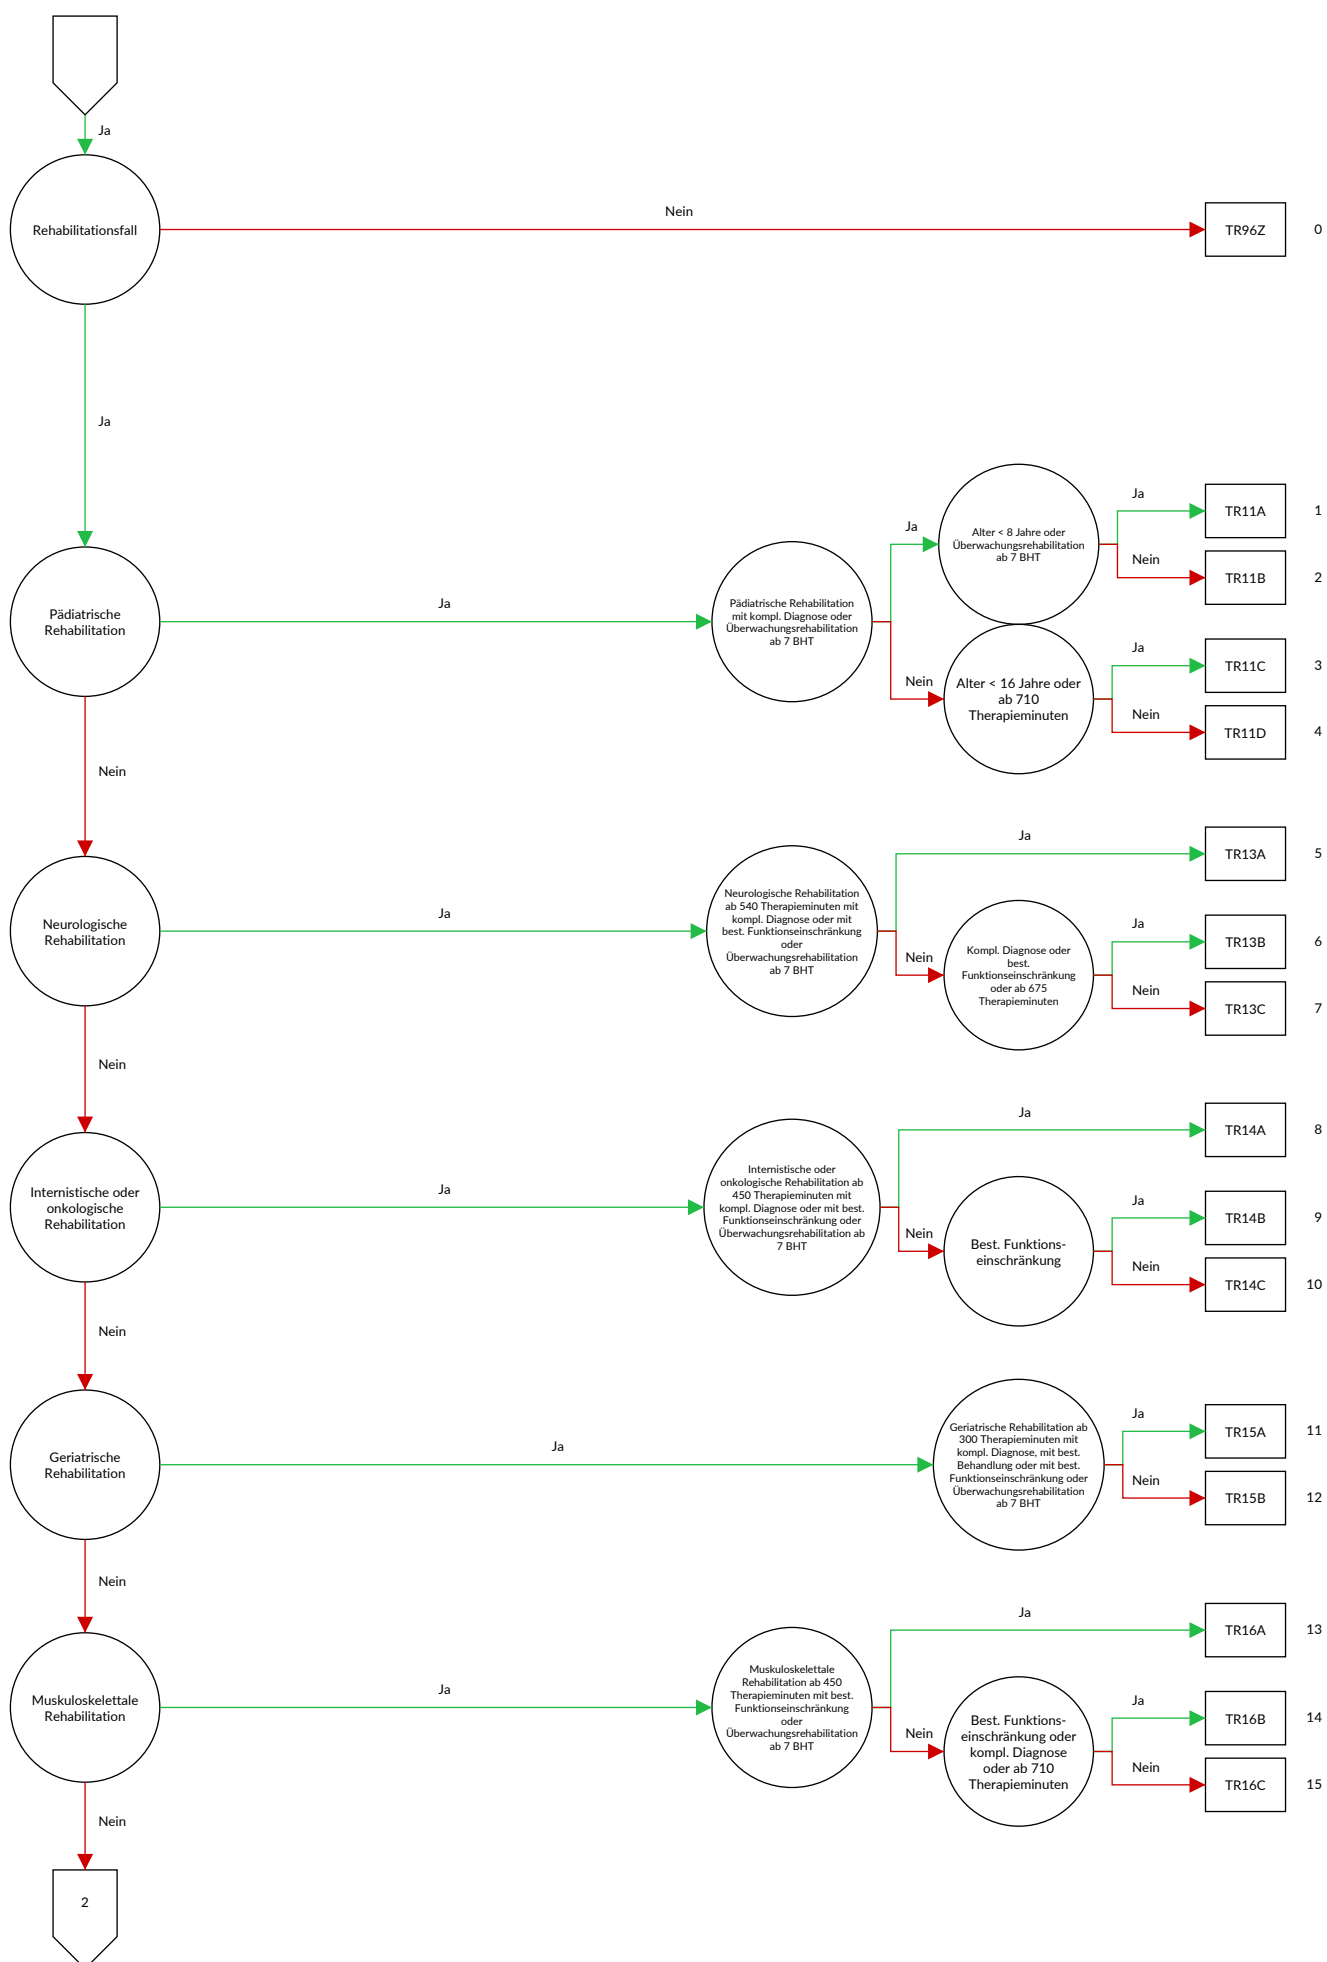 Ja
Rehabilitationsfall
Nein
TR96Z
0
Ja
Pädiatrische
Rehabilitation
Ja
Pädiatrische Rehabilitation
mit kompl. Diagnose oder
Überwachungsrehabilitation
ab 7 BHT
Ja
Alter < 8 Jahre oder
Überwachungsrehabilitation
ab 7 BHT
Ja
TR11A
1
Nein
TR11B
2
Nein
Alter < 16 Jahre oder
ab 710
Therapieminuten
Ja
TR11C
3
Nein
TR11D
4
Nein
Neurologische
Rehabilitation
Ja
Neurologische Rehabilitation
ab 540 Therapieminuten mit
kompl. Diagnose oder mit
best. Funktionseinschränkung
oder
Überwachungsrehabilitation
ab 7 BHT
Ja
TR13A
5
Nein
Kompl. Diagnose oder
best.
Funktionseinschränkung
oder ab 675
Therapieminuten
Ja
TR13B
6
Nein
TR13C
7
Nein
Internistische oder
onkologische
Rehabilitation
Ja
Internistische oder
onkologische Rehabilitation ab
450 Therapieminuten mit
kompl. Diagnose oder mit best.
Funktionseinschränkung oder
Überwachungsrehabilitation ab
7 BHT
Ja
TR14A
8
Nein
Best. Funktions-
einschränkung
Ja
TR14B
9
Nein
TR14C
10
Nein
Geriatrische
Rehabilitation
Ja
Geriatrische Rehabilitation ab
300 Therapieminuten mit
kompl. Diagnose, mit best.
Behandlung oder mit best.
Funktionseinschränkung oder
Überwachungsrehabilitation
ab 7 BHT
Ja
TR15A
11
Nein
TR15B
12
Nein
Muskuloskelettale
Rehabilitation
Ja
Muskuloskelettale
Rehabilitation ab 450
Therapieminuten mit best.
Funktionseinschränkung
oder
Überwachungsrehabilitation
ab 7 BHT
Ja
TR16A
13
Nein
Best. Funktions-
einschränkung oder
kompl. Diagnose
oder ab 710
Therapieminuten
Ja
TR16B
14
Nein
TR16C
15
Nein
2